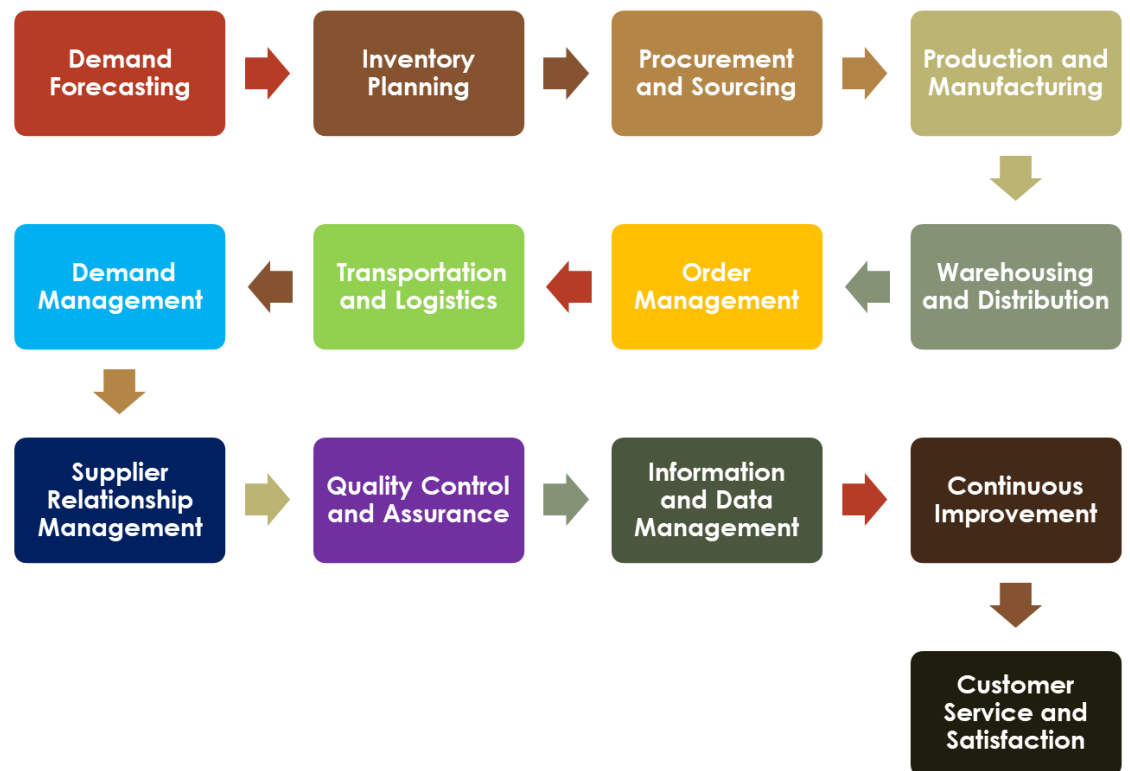 Demand
Forecasting
Inventory
Planning
Procurement
and Sourcing
Production and
Manufacturing
Warehousing
and Distribution
Order
Management
Transportation
and Logistics
Demand
Management
Supplier
Relationship
Management
Quality Control
and Assurance
Information
and Data
Management
Continuous
Improvement
Customer
Service and
Satisfaction